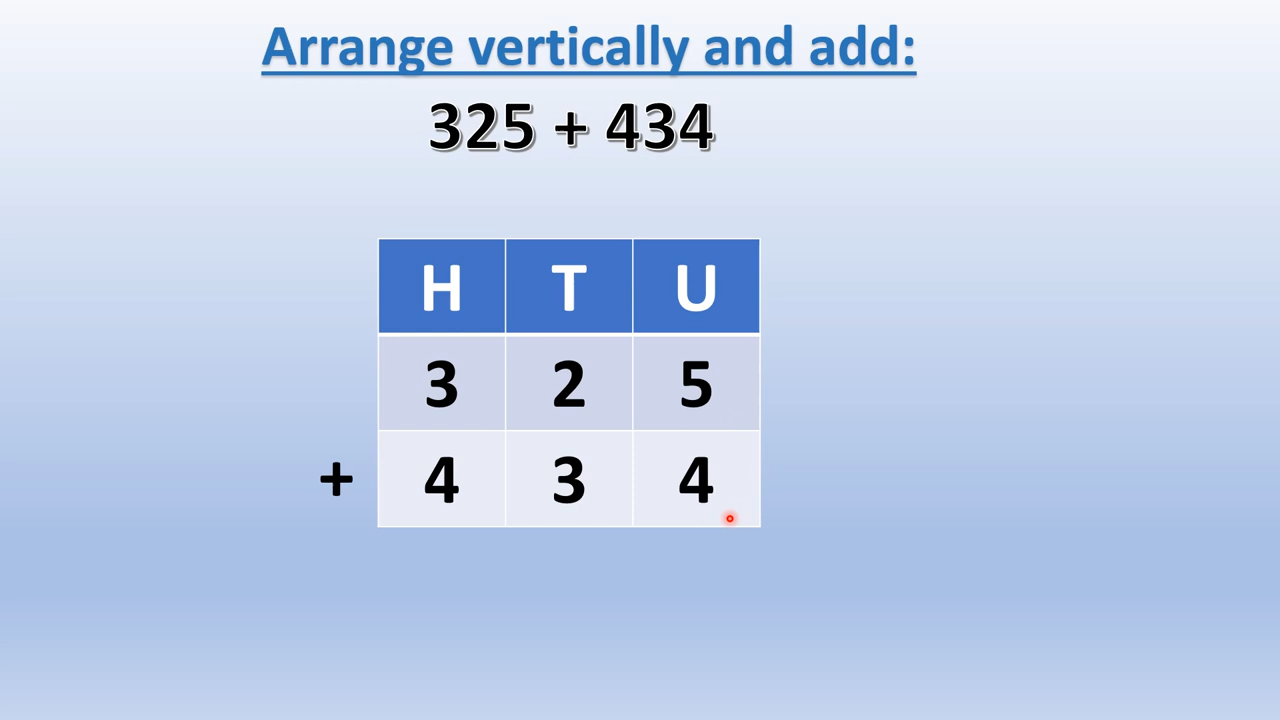 Arrange vertically and add:
325 + 434
H T U
3 2 5
+ 4 3 4